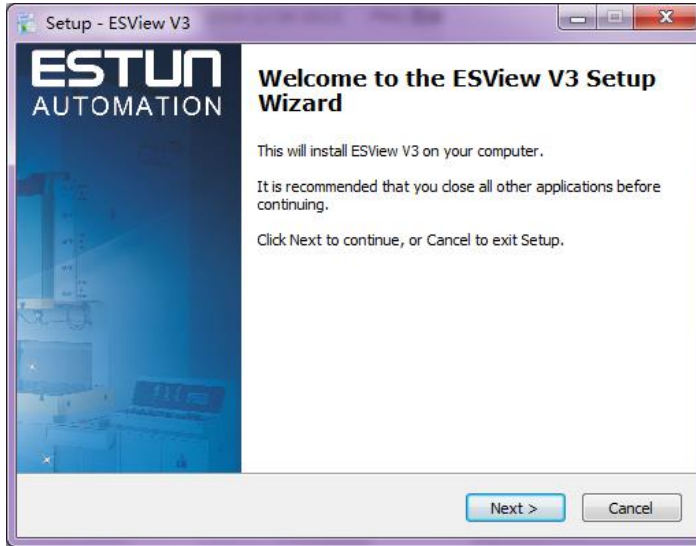 Setup - ESView V3
ESTUN
AUTOMATION
Welcome to the ESView V3 Setup
Wizard
This will install ESView V3 on your computer.
It is recommended that you close all other applications before
continuing.
Click Next to continue, or Cancel to exit Setup.
Next >
Cancel